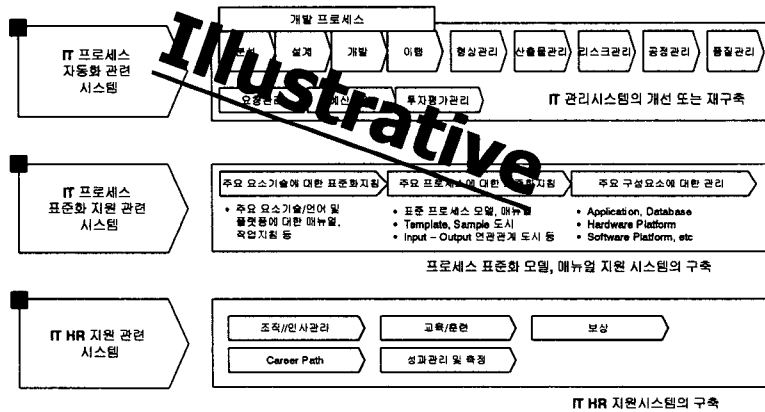 개발 프로세스
IT 프로세스
자동화 관련
시스템
분석
설계
개발
이행
형상관리
산출물관리
리스크관리
공정관리
품질관리
투자평가관리
IT 관리시스템의 개선 또는 재구축
Illustrative
IT 프로세스
표준화 지원 관련
시스템
주요 요소기술에 대한 표준화지침
주요 프로세스에 대한 표준화지침
주요 구성요소에 대한 관리
• 주요 요소기술/언어 및
플랫폼에 대한 매뉴얼,
작업지침 등
• 표준 프로세스 모델, 매뉴얼
• Template, Sample 도시
• Input – Output 연관관계 도시 등
• Application, Database
• Hardware Platform
• Software Platform, etc
프로세스 표준화 모델, 매뉴얼 지원 시스템의 구축
IT HR 지원 관련
시스템
조직//인사관리
교육/훈련
보상
Career Path
성과관리 및 측정
IT HR 지원시스템의 구축